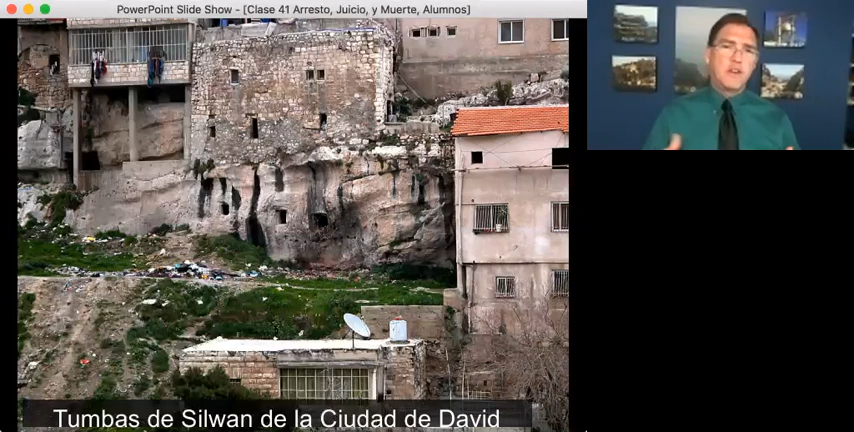 PowerPoint Slide Show - [Clase 41 Arresto, Juicio, y Muerte, Alumnos]
Tumbas de Silwan de la Ciudad de David